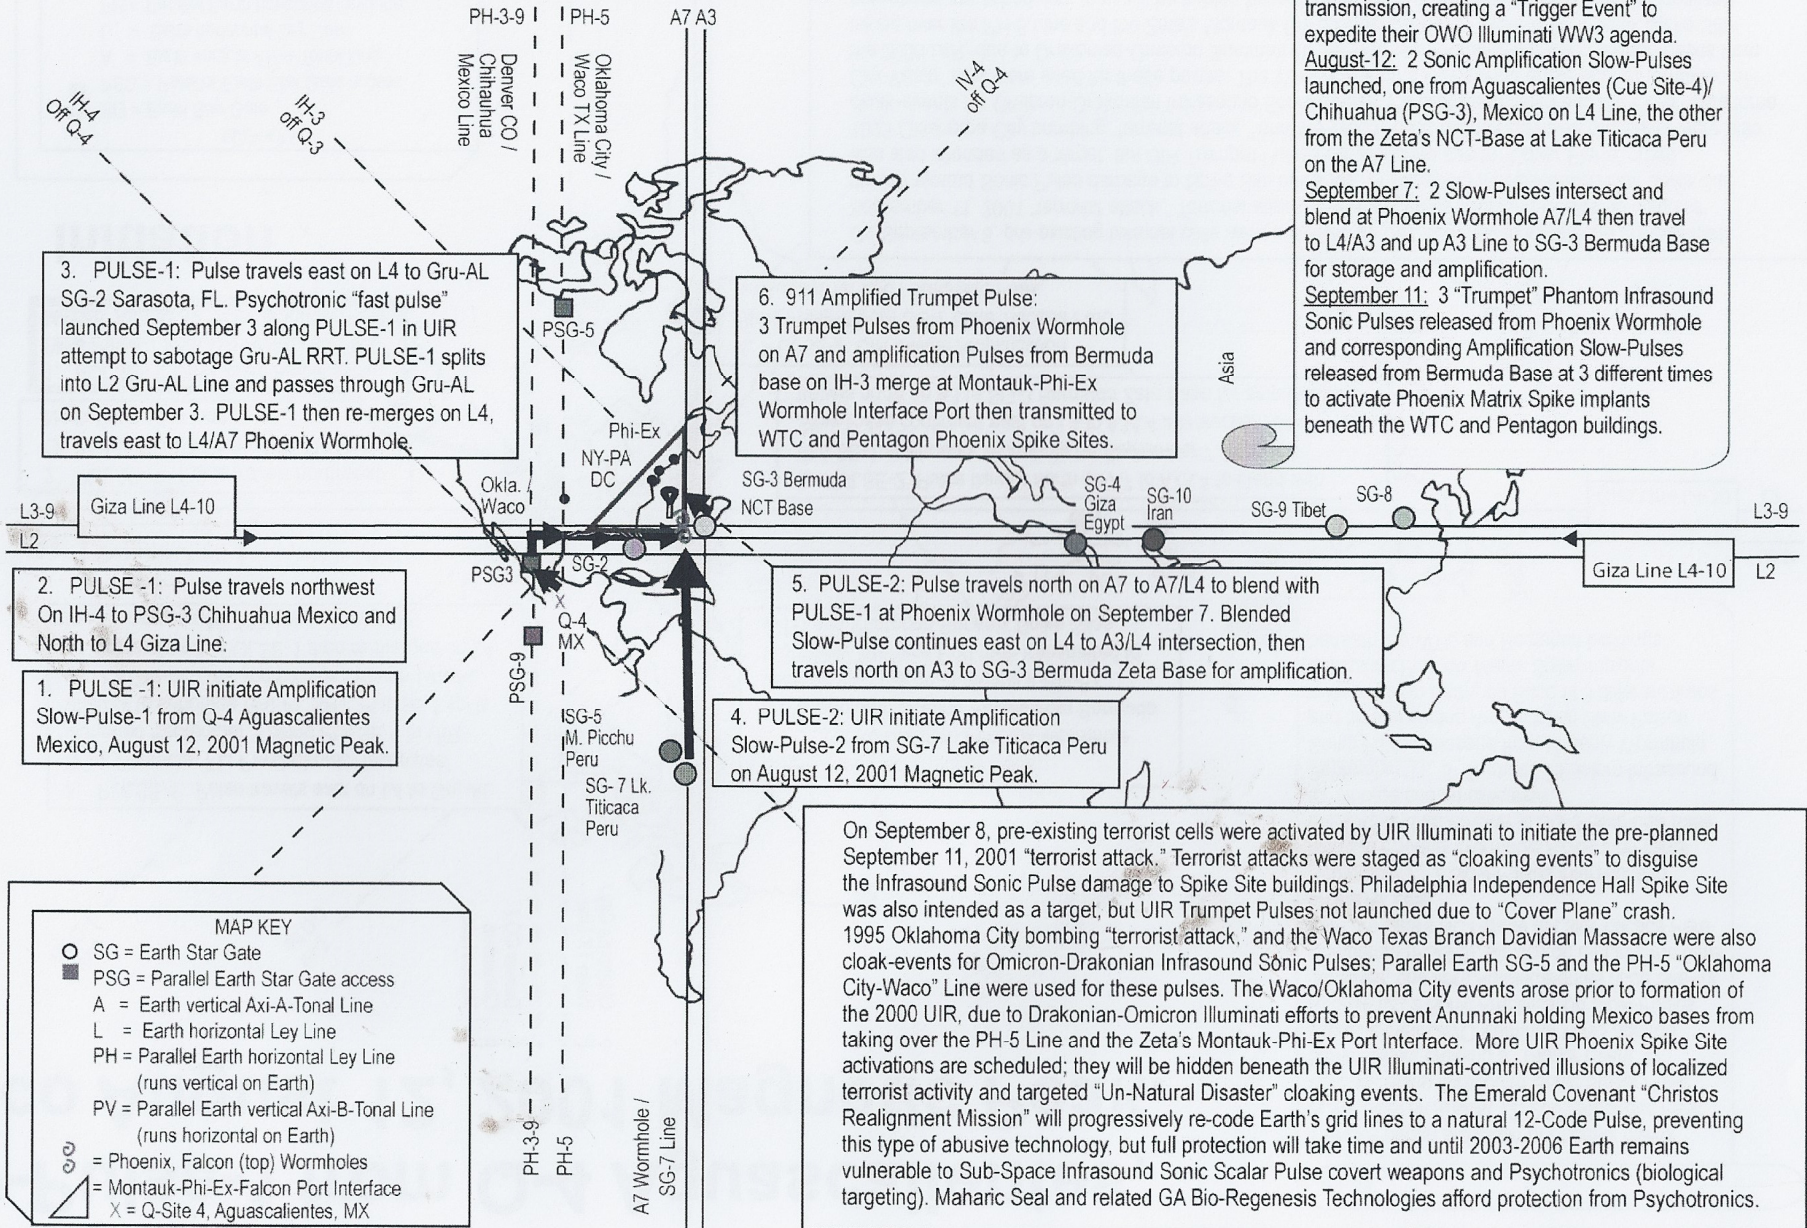 PH-3-9
PH-5
A7 A3
Denver CO /
Chihauhua
Mexico Line
Oklahoma City /
Waco TX Line
IH-4
Off Q-4
IH-3
off Q-3
IV-4
off Q-4
transmission, creating a “Trigger Event” to
expedite their OWO Illuminati WW3 agenda.
August-12: 2 Sonic Amplification Slow-Pulses
launched, one from Aguascalientes (Cue Site-4)/
Chihuahua (PSG-3), Mexico on L4 Line, the other
from the Zeta's NCT-Base at Lake Titicaca Peru
on the A7 Line.
September 7: 2 Slow-Pulses intersect and
blend at Phoenix Wormhole A7/L4 then travel
to L4/A3 and up A3 Line to SG-3 Bermuda Base
for storage and amplification.
September 11: 3 “Trumpet” Phantom Infrasound
Sonic Pulses released from Phoenix Wormhole
and corresponding Amplification Slow-Pulses
released from Bermuda Base at 3 different times
to activate Phoenix Matrix Spike implants
beneath the WTC and Pentagon buildings.
3. PULSE-1: Pulse travels east on L4 to Gru-AL
SG-2 Sarasota, FL. Psychotronic “fast pulse”
launched September 3 along PULSE-1 in UIR
attempt to sabotage Gru-AL RRT. PULSE-1 splits
into L2 Gru-AL Line and passes through Gru-AL
on September 3. PULSE-1 then re-merges on L4,
travels east to L4/A7 Phoenix Wormhole.
PSG-5
6. 911 Amplified Trumpet Pulse:
3 Trumpet Pulses from Phoenix Wormhole
on A7 and amplification Pulses from Bermuda
base on IH-3 merge at Montauk-Phi-Ex
Wormhole Interface Port then transmitted to
WTC and Pentagon Phoenix Spike Sites.
Asia
Phi-Ex
NY-PA
DC
Okla.
Waco
SG-3 Bermuda
NCT Base
SG-4
Giza
Egypt
SG-10
Iran
SG-9 Tibet
SG-8
L3-9
Giza Line L4-10
L2
L3-9
Giza Line L4-10
L2
PSG3
SG-2
2. PULSE -1: Pulse travels northwest
On IH-4 to PSG-3 Chihuahua Mexico and
North to L4 Giza Line.
X
Q-4
MX
PSG-9
5. PULSE-2: Pulse travels north on A7 to A7/L4 to blend with
PULSE-1 at Phoenix Wormhole on September 7. Blended
Slow-Pulse continues east on L4 to A3/L4 intersection, then
travels north on A3 to SG-3 Bermuda Zeta Base for amplification.
1. PULSE -1: UIR initiate Amplification
Slow-Pulse-1 from Q-4 Aguascalientes
Mexico, August 12, 2001 Magnetic Peak.
SG-5
M. Picchu
Peru
SG- 7 Lk.
Titicaca
Peru
4. PULSE-2: UIR initiate Amplification
Slow-Pulse-2 from SG-7 Lake Titicaca Peru
on August 12, 2001 Magnetic Peak.
On September 8, pre-existing terrorist cells were activated by UIR Illuminati to initiate the pre-planned
September 11, 2001 “terrorist attack.” Terrorist attacks were staged as “cloaking events” to disguise
the Infrasound Sonic Pulse damage to Spike Site buildings. Philadelphia Independence Hall Spike Site
was also intended as a target, but UIR Trumpet Pulses not launched due to “Cover Plane” crash.
1995 Oklahoma City bombing “terrorist attack,” and the Waco Texas Branch Davidian Massacre were also
cloak-events for Omicron-Drakonian Infrasound Sonic Pulses; Parallel Earth SG-5 and the PH-5 “Oklahoma
City-Waco” Line were used for these pulses. The Waco/Oklahoma City events arose prior to formation of
the 2000 UIR, due to Drakonian-Omicron Illuminati efforts to prevent Anunnaki holding Mexico bases from
taking over the PH-5 Line and the Zeta's Montauk-Phi-Ex Port Interface. More UIR Phoenix Spike Site
activations are scheduled; they will be hidden beneath the UIR Illuminati-contrived illusions of localized
terrorist activity and targeted “Un-Natural Disaster” cloaking events. The Emerald Covenant “Christos
Realignment Mission” will progressively re-code Earth's grid lines to a natural 12-Code Pulse, preventing
this type of abusive technology, but full protection will take time and until 2003-2006 Earth remains
vulnerable to Sub-Space Infrasound Sonic Scalar Pulse covert weapons and Psychotronics (biological
targeting). Maharic Seal and related GA Bio-Regenesis Technologies afford protection from Psychotronics.
MAP KEY
SG = Earth Star Gate
PSG = Parallel Earth Star Gate access
A = Earth vertical Axi-A-Tonal Line
L = Earth horizontal Ley Line
PH = Parallel Earth horizontal Ley Line
(runs vertical on Earth)
PV = Parallel Earth vertical Axi-B-Tonal Line
(runs horizontal on Earth)
= Phoenix, Falcon (top) Wormholes
= Montauk-Phi-Ex-Falcon Port Interface
X = Q-Site 4, Aguascalientes, MX
PH-3-9
PH-5
A7 Wormhole /
SG-7 Line